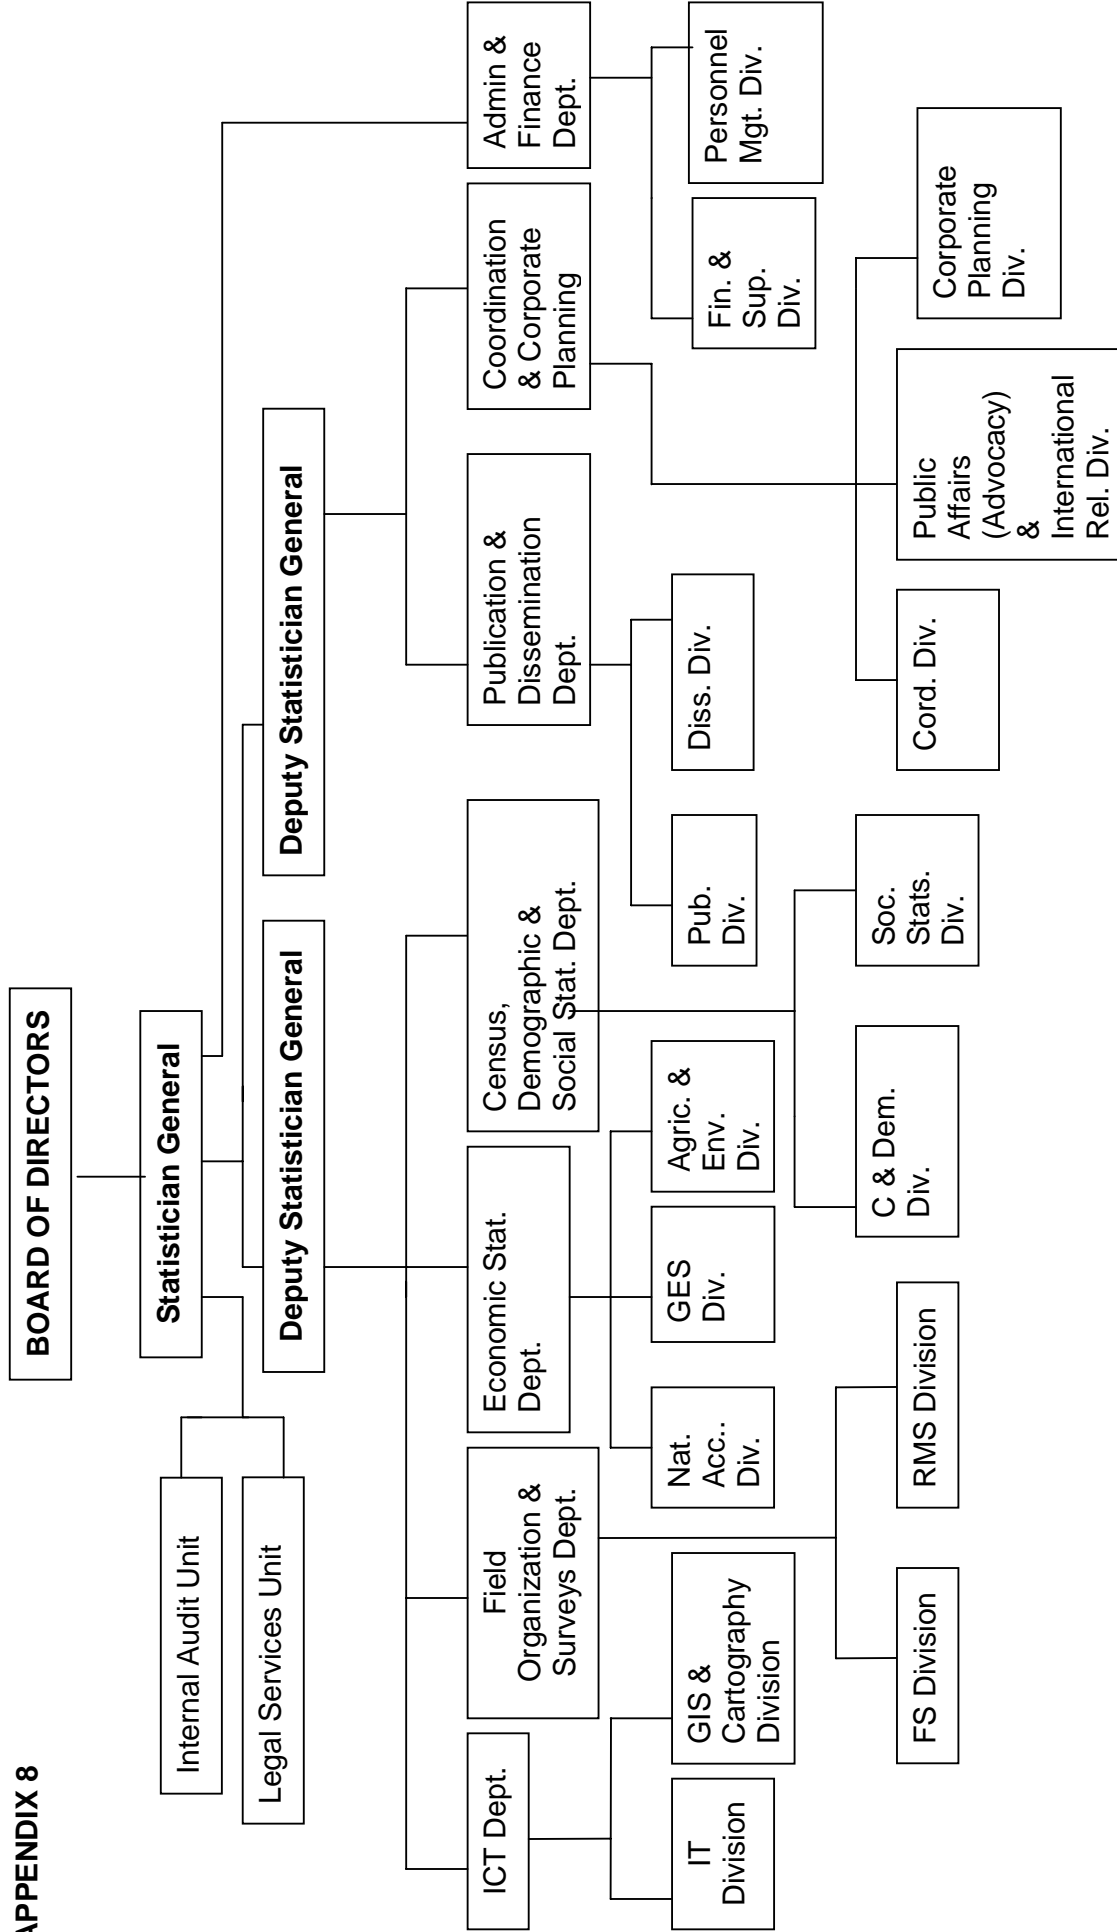 APPENDIX 8
BOARD OF DIRECTORS
Statistician General
Internal Audit Unit
Legal Services Unit
Deputy Statistician General
Deputy Statistician General
ICT Dept.
Field
Organization &
Surveys Dept.
Economic Stat.
Dept.
Census,
Demographic &
Social Stat. Dept.
Publication &
Dissemination
Dept.
Coordination
& Corporate
Planning
Admin &
Finance
Dept.
IT
Division
GIS &
Cartography
Division
Nat.
Acc..
Div.
GES
Div.
Agric. &
Env.
Div.
Pub.
Div.
Diss. Div.
Fin. &
Sup.
Div.
Personnel
Mgt. Div.
FS Division
RMS Division
C & Dem.
Div.
Soc.
Stats.
Div.
Cord. Div.
Public
Affairs
(Advocacy)
&
International
Rel. Div.
Corporate
Planning
Div.